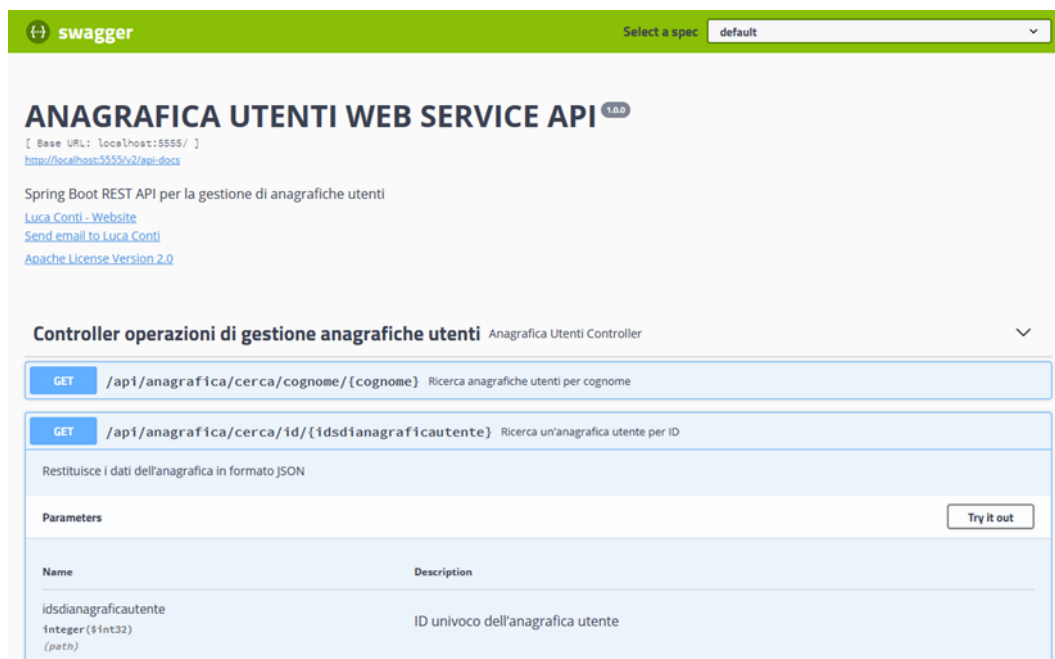 swagger
Select a spec default
ANAGRAFICA UTENTI WEB SERVICE API 1.0.0
[ Base URL: localhost:5555/ ]
http://localhost:5555/v2/api-docs
Spring Boot REST API per la gestione di anagrafiche utenti
Luca Conti - Website
Send email to Luca Conti
Apache License Version 2.0
Controller operazioni di gestione anagrafiche utenti Anagrafica Utenti Controller
GET /api/anagrafica/cerca/cognome/{cognome} Ricerca anagrafiche utenti per cognome
GET /api/anagrafica/cerca/id/{idsdianagraficautente} Ricerca un'anagrafica utente per ID
Restituisce i dati dell'anagrafica in formato JSON
Parameters Try it out
Name Description
idsdianagraficautente
integer($int32)
(path)
ID univoco dell'anagrafica utente